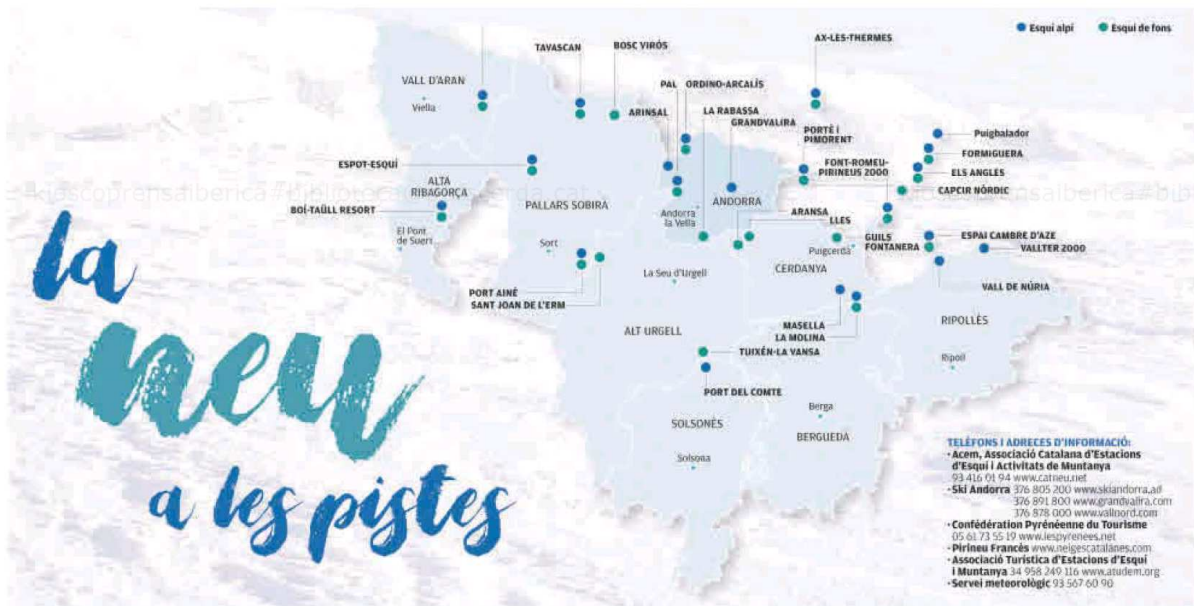 la
neu
a les pistes
Esquí alpí
Esquí de fons
VALL D'ARAN
Viella
TAVASCAN
BOSC VIRÓS
PAL
ORDINO-ARCALÍS
ARINSAL
LA RABASSA
GRANDVALIRA
AX-LES-THERMES
PORTÉ I
PIMORENT
FONT-ROMEU-
PIRINEUS 2000
Puigbalador
FORMIGUERA
ELS ANGLES
CAPCIR NÒRDIC
ESPOT-ESQUÍ
ALTA
RIBAGORÇA
BOÍ-TAÜLL RESORT
El Pont
de Suert
PALLARS SOBIRÀ
Sort
ANDORRA
Andorra
la Vella
ARANSA
LLES
GUILS
FONTANERA
Puigcerdà
ESPAI CAMBRE D'AZE
VALLTER 2000
VALL DE NÚRIA
CERDANYA
La Seu d'Urgell
PORT AINÉ
SANT JOAN DE L'ERM
ALT URGELL
MASELLA
LA MOLINA
RIPOLLÈS
Ripoll
TUIXÉN-LA VANSA
PORT DEL COMTE
SOLSONÈS
Solsona
Berga
BERGUEDA
TELÈFONS I ADRECES D'INFORMACIÓ:
· Acem, Associació Catalana d'Estacions
d'Esquí i Activitats de Muntanya
93 416 01 94 www.catneu.net
· Ski Andorra 376 805 200 www.skiandorra.ad
376 891 800 www.grandvalira.com
376 878 000 www.vallnord.com
· Confédération Pyrénéenne du Tourisme
05 61 73 55 19 www.lespyrenees.net
· Pirineu Francès www.neigescatalanes.com
· Associació Turística d'Estacions d'Esquí
i Muntanya 34 958 249 116 www.atudem.org
· Servei meteorològic 93 567 60 90